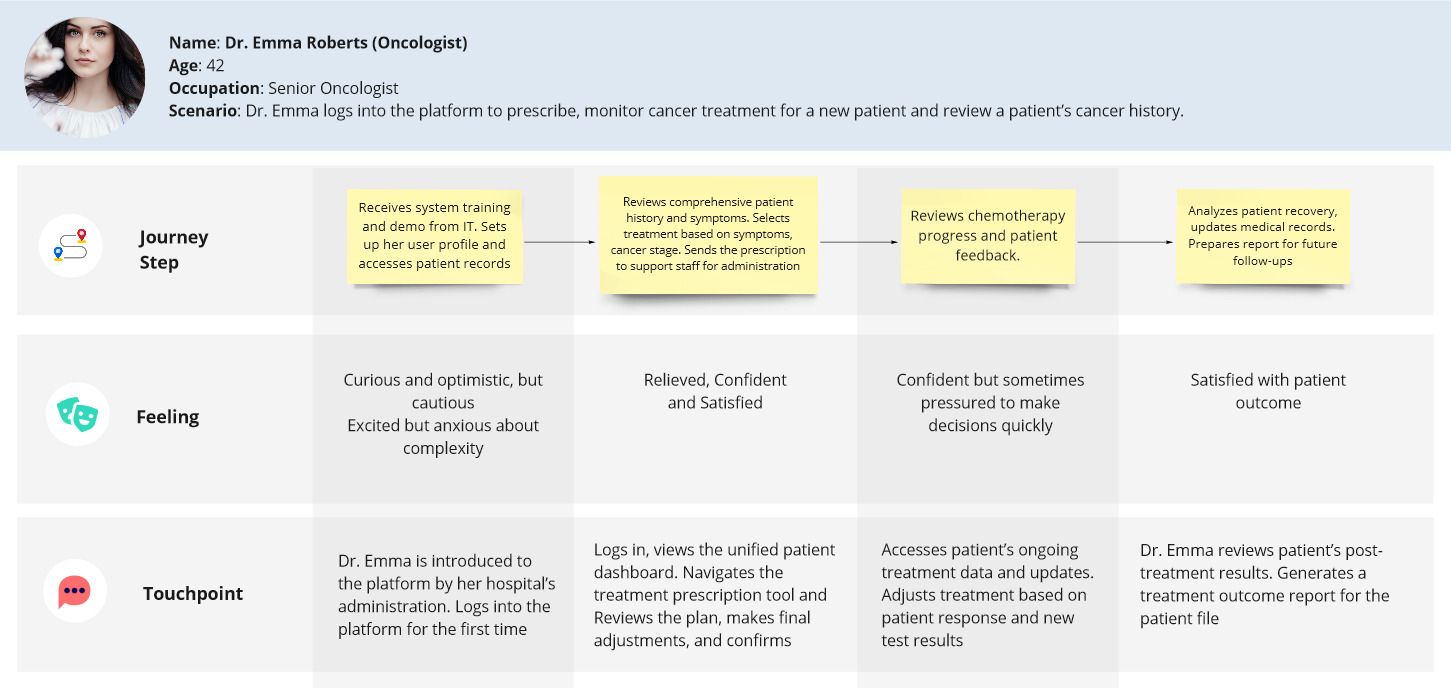 Name: Dr. Emma Roberts (Oncologist)
Age: 42
Occupation: Senior Oncologist
Scenario: Dr. Emma logs into the platform to prescribe, monitor cancer treatment for a new patient and review a patient's cancer history.
Journey
Step
Receives system training
and demo from IT. Sets
up her user profile and
accesses patient records
Reviews comprehensive patient
history and symptoms. Selects
treatment based on symptoms,
cancer stage. Sends the prescription
to support staff for administration
Reviews chemotherapy
progress and patient
feedback.
Analyzes patient recovery,
updates medical records.
Prepares report for future
follow-ups
Feeling
Curious and optimistic, but
cautious
Excited but anxious about
complexity
Relieved, Confident
and Satisfied
Confident but sometimes
pressured to make
decisions quickly
Satisfied with patient
outcome
Touchpoint
Dr. Emma is introduced to
the platform by her hospital's
administration. Logs into the
platform for the first time
Logs in, views the unified patient
dashboard. Navigates the
treatment prescription tool and
Reviews the plan, makes final
adjustments, and confirms
Accesses patient's ongoing
treatment data and updates.
Adjusts treatment based on
patient response and new
test results
Dr. Emma reviews patient's post-
treatment results. Generates a
treatment outcome report for the
patient file